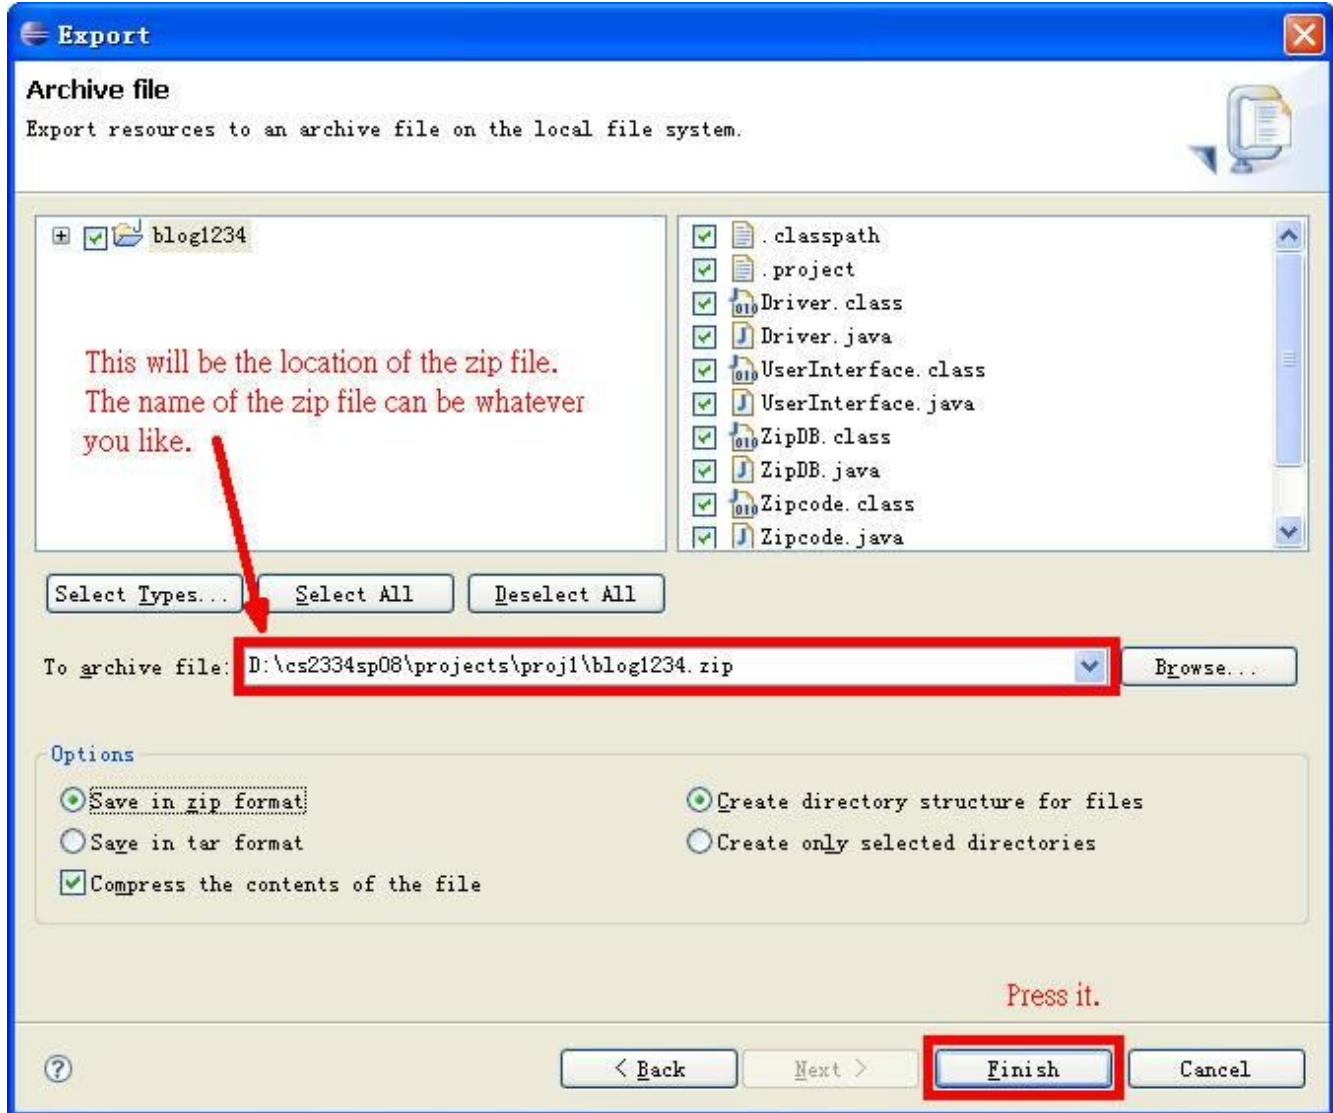 Export
Archive file
Export resources to an archive file on the local file system.
blog1234
This will be the location of the zip file.
The name of the zip file can be whatever
you like.
.classpath
.project
Driver.class
Driver.java
UserInterface.class
UserInterface.java
ZipDB.class
ZipDB.java
Zipcode.class
Zipcode.java
Select Types...
Select All
Deselect All
To archive file:
D:\cs2334sp08\projects\proj1\blog1234.zip
Browse...
Options
Save in zip format
Create directory structure for files
Save in tar format
Create only selected directories
Compress the contents of the file
Press it.
< Back
Next >
Finish
Cancel